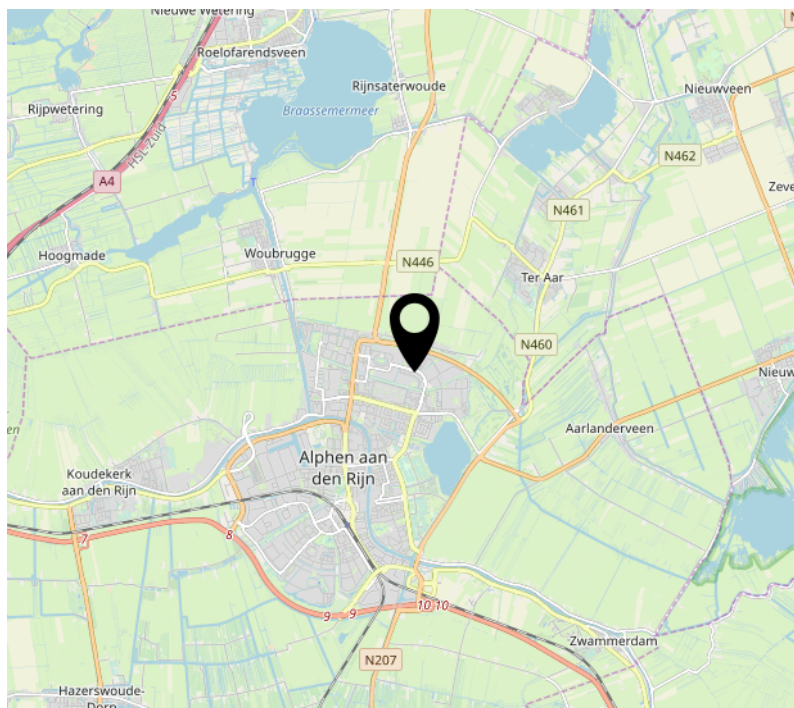 Nieuwe Wetering
Roelofarendsveen
Rijnsaterwoude
Nieuwveen
Braassemermeer
Rijpwetering
5
HSL-Zuid
N462
A4
Zeve
N461
Hoogmade
Woubrugge
N446
Ter Aar
N460
Nieuw
Aarlanderveen
Alphen aan
den Rijn
Koudekerk
aan den Rijn
7
8
9
9
10
10
Zwammerdam
N207
Hazerswoude-
Dorp